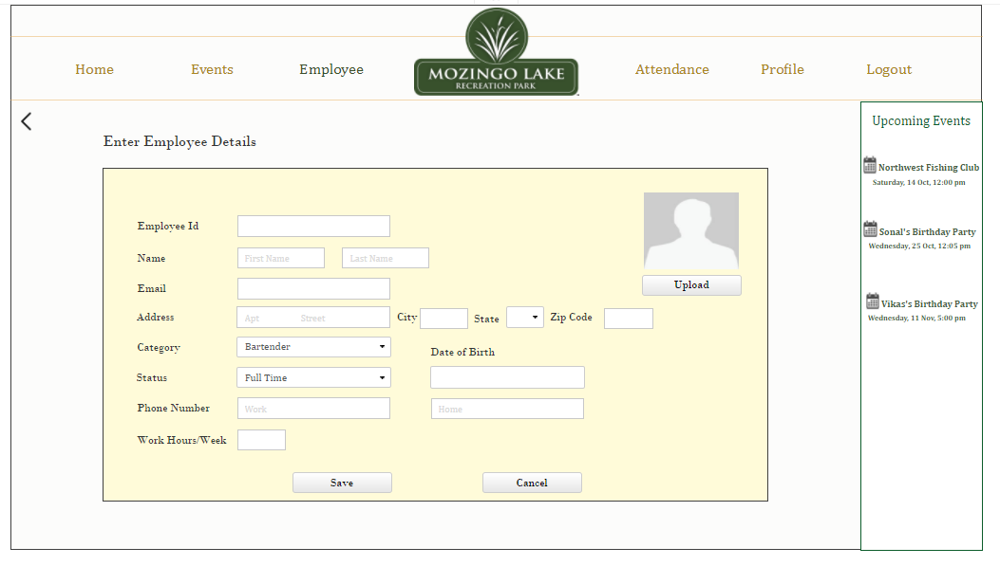 Home Events Employee MOZINGO LAKE Attendance Profile Logout
RECREATION PARK
Upcoming Events
Northwest Fishing Club
Saturday, 14 Oct, 12:00 pm
Sonal's Birthday Party
Wednesday, 25 Oct, 12:05 pm
Vikas's Birthday Party
Wednesday, 11 Nov, 5:00 pm
Enter Employee Details
Employee Id
Upload
Name First Name Last Name
Email
Address Apt Street City State Zip Code
Category Bartender Date of Birth
Status Full Time
Phone Number Work Home
Work Hours/Week
Save Cancel